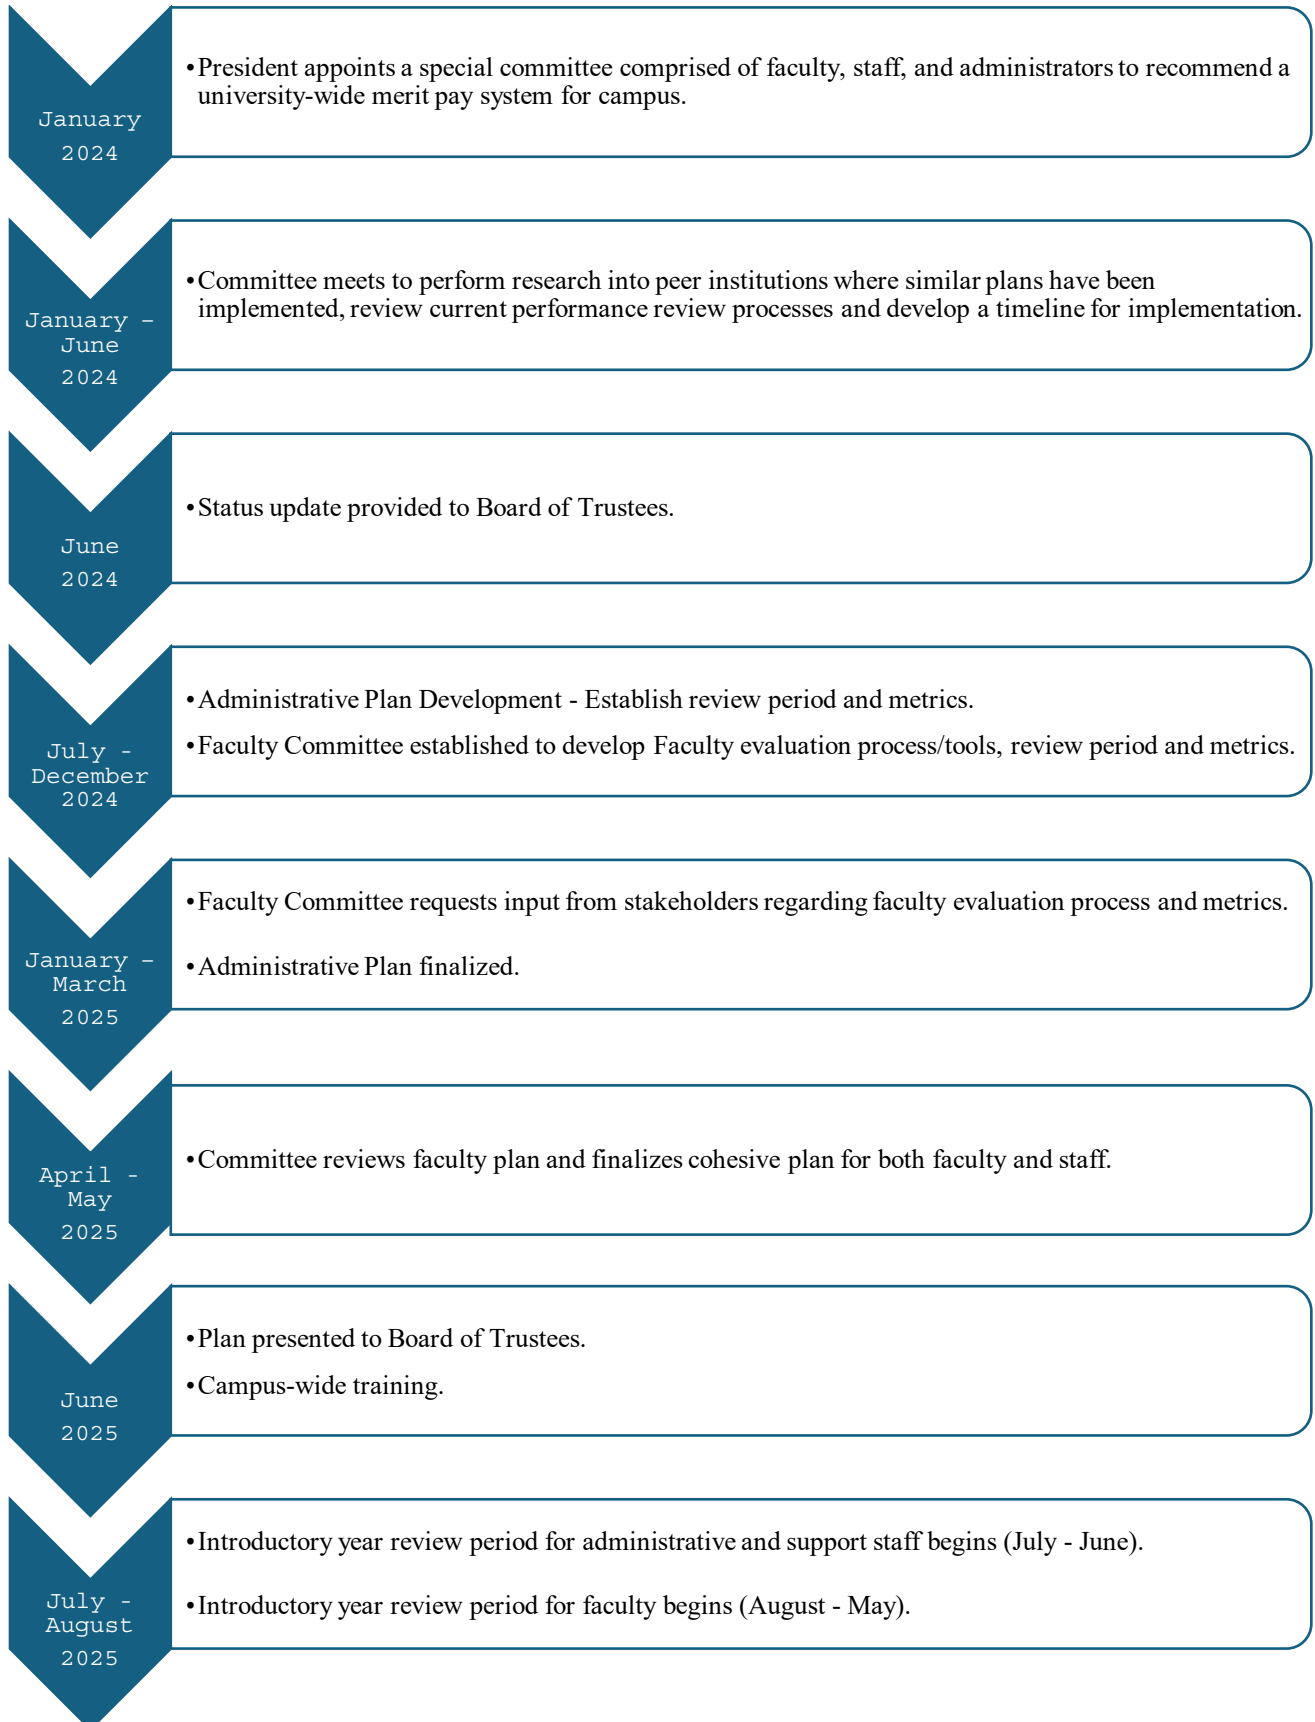 January
2024
•President appoints a special committee comprised of faculty, staff, and administrators to recommend a
university-wide merit pay system for campus.
January –
June
2024
•Committee meets to perform research into peer institutions where similar plans have been
implemented, review current performance review processes and develop a timeline for implementation.
June
2024
•Status update provided to Board of Trustees.
July -
December
2024
•Administrative Plan Development - Establish review period and metrics.
•Faculty Committee established to develop Faculty evaluation process/tools, review period and metrics.
January –
March
2025
•Faculty Committee requests input from stakeholders regarding faculty evaluation process and metrics.
•Administrative Plan finalized.
April -
May
2025
•Committee reviews faculty plan and finalizes cohesive plan for both faculty and staff.
June
2025
•Plan presented to Board of Trustees.
•Campus-wide training.
July -
August
2025
•Introductory year review period for administrative and support staff begins (July - June).
•Introductory year review period for faculty begins (August - May).